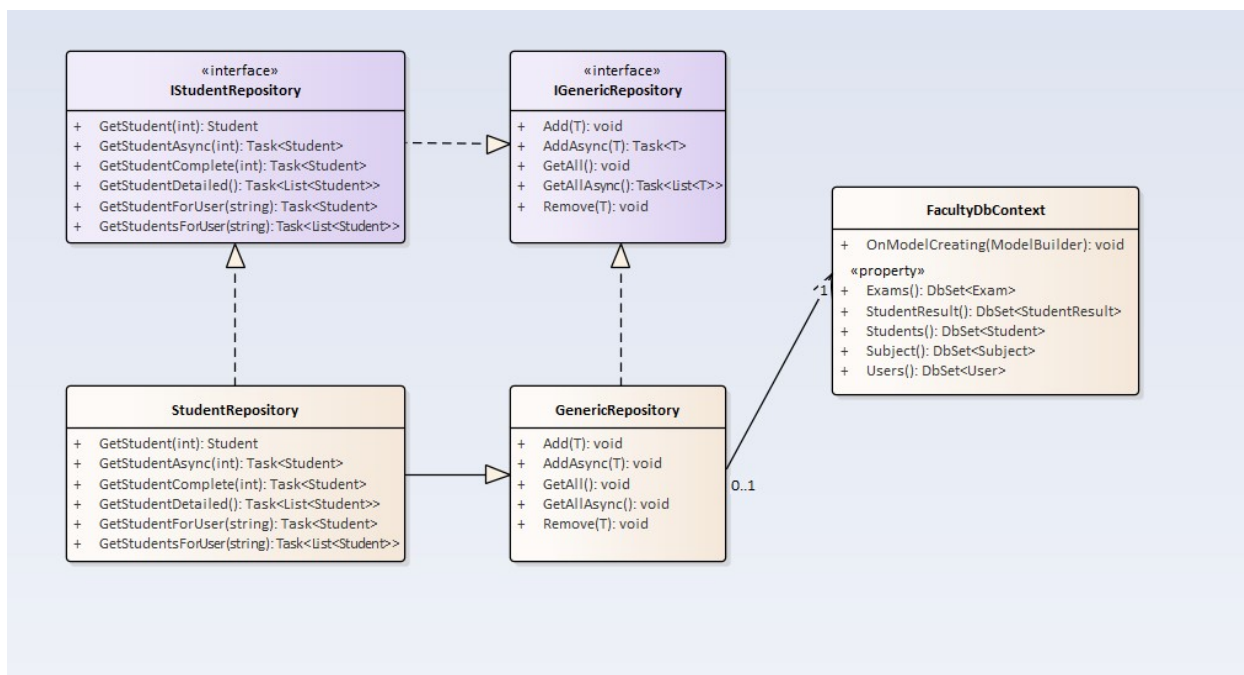 «interface»
IStudentRepository
+ GetStudent(int): Student
+ GetStudentAsync(int): Task<Student>
+ GetStudentComplete(int): Task<Student>
+ GetStudentDetailed(): Task<List<Student>>
+ GetStudentForUser(string): Task<Student>
+ GetStudentsForUser(string): Task<List<Student>>
«interface»
IGenericRepository
+ Add(T): void
+ AddAsync(T): Task<T>
+ GetAll(): void
+ GetAllAsync(): Task<List<T>>
+ Remove(T): void
FacultyDbContext
+ OnModelCreating(ModelBuilder): void
«property»
+ Exams(): DbSet<Exam>
+ StudentResult(): DbSet<StudentResult>
+ Students(): DbSet<Student>
+ Subject(): DbSet<Subject>
+ Users(): DbSet<User>
1
StudentRepository
+ GetStudent(int): Student
+ GetStudentAsync(int): Task<Student>
+ GetStudentComplete(int): Task<Student>
+ GetStudentDetailed(): Task<List<Student>>
+ GetStudentForUser(string): Task<Student>
+ GetStudentsForUser(string): Task<List<Student>>
GenericRepository
+ Add(T): void
+ AddAsync(T): void
+ GetAll(): void
+ GetAllAsync(): void
+ Remove(T): void
0..1